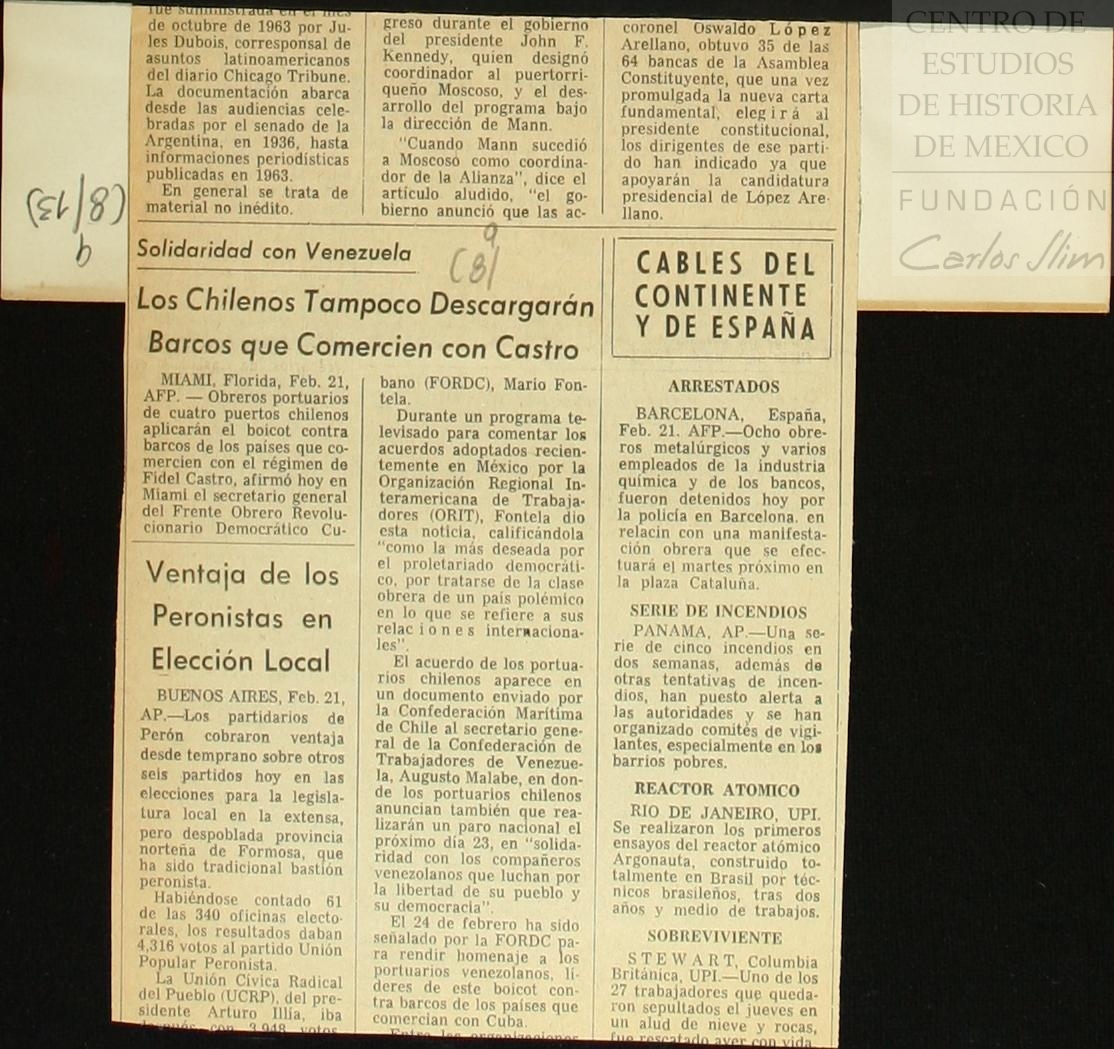 fue suministrada en el mes
de octubre de 1963 por Ju-
les Dubois, corresponsal de
asuntos latinoamericanos
del diario Chicago Tribune.
La documentación abarca
desde las audiencias cele-
bradas por el senado de la
Argentina, en 1936, hasta
informaciones periodísticas
publicadas en 1963.
En general se trata de
material no inédito.
greso durante el gobierno
del presidente John F.
Kennedy, quien designó
coordinador al puertorri-
queño Moscoso, y el des-
arrollo del programa bajo
la dirección de Mann.
"Cuando Mann sucedió
a Moscosó como coordina-
dor de la Alianza", dice el
artículo aludido, "el go-
bierno anunció que las ac-
coronel Oswaldo López
Arellano, obtuvo 35 de las
64 bancas de la Asamblea
Constituyente, que una vez
promulgada la nueva carta
fundamental, elegirá al
presidente constitucional,
los dirigentes de ese parti-
do han indicado ya que
apoyarán la candidatura
presidencial de López Are-
llano.
CENTRO DE
ESTUDIOS
DE HISTORIA
DE MEXICO
FUNDACIÓN
Carlos Slim
(8/13)
9
9
(8)
Solidaridad con Venezuela
Los Chilenos Tampoco Descargarán
Barcos que Comercien con Castro
MIAMI, Florida, Feb. 21,
AFP. — Obreros portuarios
de cuatro puertos chilenos
aplicarán el boicot contra
barcos de los países que co-
mercien con el régimen de
Fidel Castro, afirmó hoy en
Miami el secretario general
del Frente Obrero Revolu-
cionario Democrático Cu-
bano (FORDC), Mario Fon-
tela.
Durante un programa te-
levisado para comentar los
acuerdos adoptados recien-
temente en México por la
Organización Regional In-
teramericana de Trabaja-
dores (ORIT), Fontela dio
esta noticia, calificándola
"como la más deseada por
el proletariado democráti-
co, por tratarse de la clase
obrera de un país polémico
en lo que se refiere a sus
relaciones internaciona-
les".
El acuerdo de los portua-
rios chilenos aparece en
un documento enviado por
la Confederación Marítima
de Chile al secretario gene-
ral de la Confederación de
Trabajadores de Venezue-
la, Augusto Malabe, en don-
de los portuarios chilenos
anuncian también que rea-
lizarán un paro nacional el
próximo día 23, en "solida-
ridad con los compañeros
venezolanos que luchan por
la libertad de su pueblo y
su democracia".
El 24 de febrero ha sido
señalado por la FORDC pa-
ra rendir homenaje a los
portuarios venezolanos, lí-
deres de este boicot con-
tra barcos de los países que
comercian con Cuba.
Entre las organizaciones
Ventaja de los
Peronistas en
Elección Local
BUENOS AIRES, Feb. 21,
AP.—Los partidarios de
Perón cobraron ventaja
desde temprano sobre otros
seis partidos hoy en las
elecciones para la legisla-
tura local en la extensa,
pero despoblada provincia
norteña de Formosa, que
ha sido tradicional bastión
peronista.
Habiéndose contado 61
de las 340 oficinas electo-
rales, los resultados daban
4,316 votos al partido Unión
Popular Peronista.
La Unión Cívica Radical
del Pueblo (UCRP), del pre-
sidente Arturo Illía, iba
después con 3,948 votos
CABLES DEL
CONTINENTE
Y DE ESPAÑA
ARRESTADOS
BARCELONA, España,
Feb. 21. AFP.—Ocho obre-
ros metalúrgicos y varios
empleados de la industria
química y de los bancos,
fueron detenidos hoy por
la policía en Barcelona. en
relacin con una manifesta-
ción obrera que se efec-
tuará el martes próximo en
la plaza Cataluña.
SERIE DE INCENDIOS
PANAMA, AP.—Una se-
rie de cinco incendios en
dos semanas, además de
otras tentativas de incen-
dios, han puesto alerta a
las autoridades y se han
organizado comités de vigi-
lantes, especialmente en los
barrios pobres.
REACTOR ATOMICO
RIO DE JANEIRO, UPI.
Se realizaron los primeros
ensayos del reactor atómico
Argonauta, construido to-
talmente en Brasil por téc-
nicos brasileños, tras dos
años y medio de trabajos.
SOBREVIVIENTE
STEWART, Columbia
Británica, UPI.—Uno de los
27 trabajadores que queda-
ron sepultados el jueves en
un alud de nieve y rocas,
fue rescatado ayer con vida